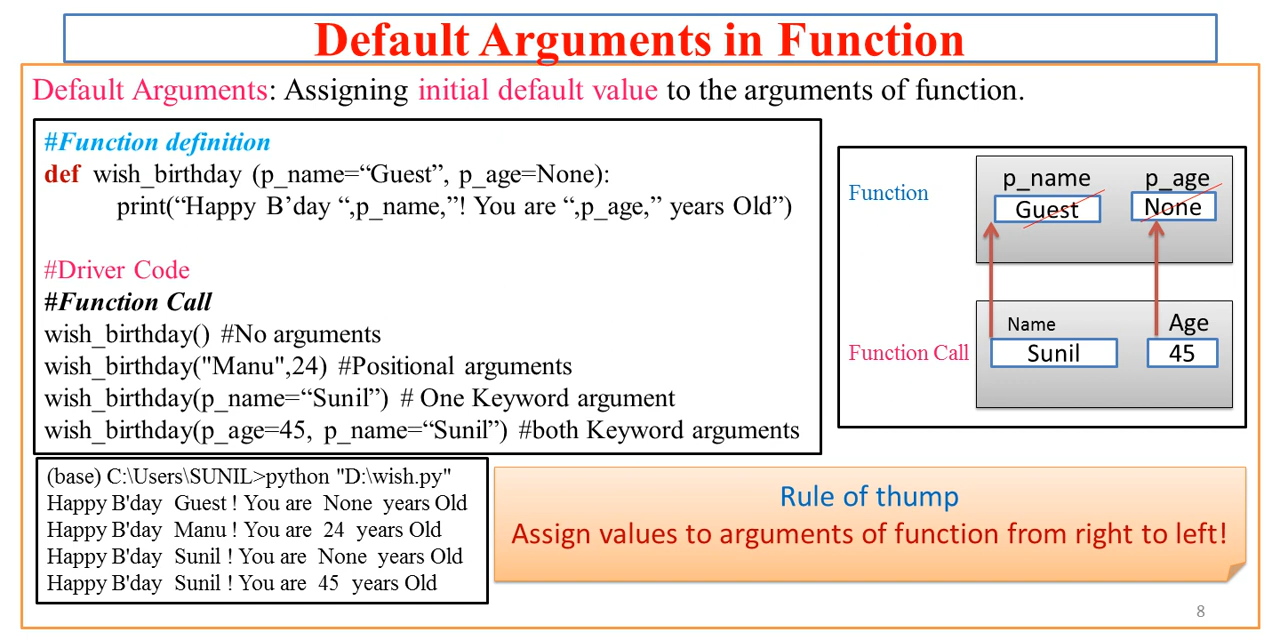 Default Arguments in Function
Default Arguments: Assigning initial default value to the arguments of function.
#Function definition
def wish_birthday (p_name=“Guest”, p_age=None):
print(“Happy B’day “,p_name,”! You are “,p_age,” years Old”)
#Driver Code
#Function Call
wish_birthday() #No arguments
wish_birthday("Manu",24) #Positional arguments
wish_birthday(p_name=“Sunil”) # One Keyword argument
wish_birthday(p_age=45, p_name=“Sunil”) #both Keyword arguments
Function
p_name p_age
Guest None
Name Age
Function Call
Sunil 45
(base) C:\Users\SUNIL>python "D:\wish.py"
Happy B'day Guest ! You are None years Old
Happy B'day Manu ! You are 24 years Old
Happy B'day Sunil ! You are None years Old
Happy B'day Sunil ! You are 45 years Old
Rule of thump
Assign values to arguments of function from right to left!
8